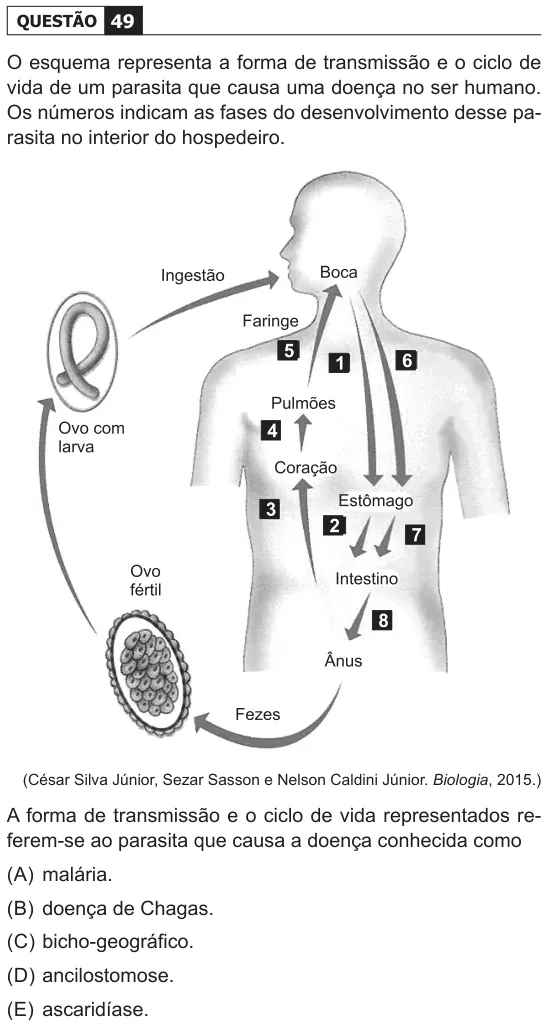 QUESTÃO 49
O esquema representa a forma de transmissão e o ciclo de
vida de um parasita que causa uma doença no ser humano.
Os números indicam as fases do desenvolvimento desse pa-
rasita no interior do hospedeiro.
Ingestão
Boca
Faringe
5
1
6
Pulmões
4
Ovo com
larva
Coração
3
Estômago
2
7
Ovo
fértil
Intestino
8
Ânus
Fezes
(César Silva Júnior, Sezar Sasson e Nelson Caldini Júnior. Biologia, 2015.)
A forma de transmissão e o ciclo de vida representados re-
ferem-se ao parasita que causa a doença conhecida como
(A) malária.
(B) doença de Chagas.
(C) bicho-geográfico.
(D) ancilostomose.
(E) ascaridíase.